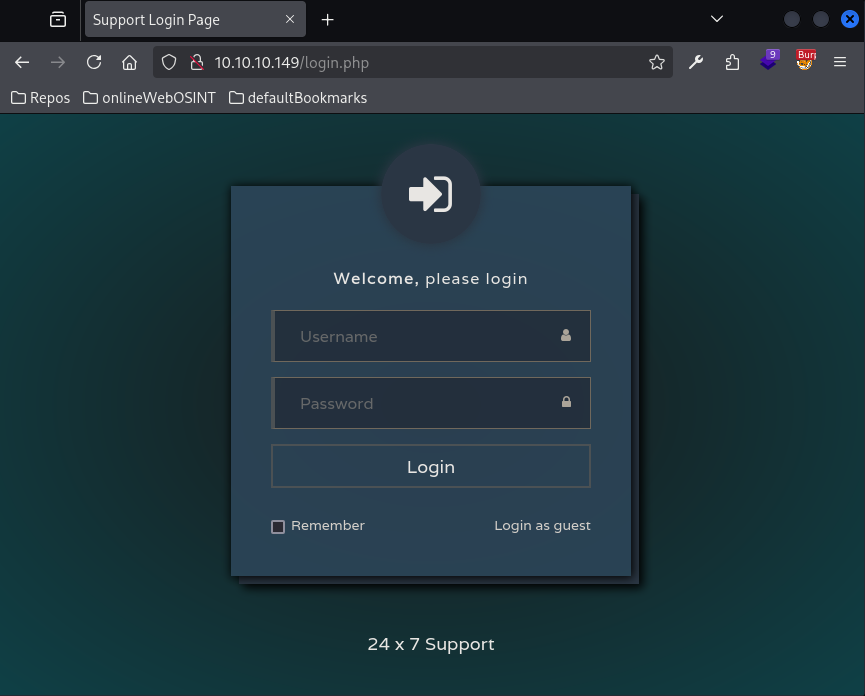 Support Login Page
10.10.10.149/login.php
9
Repos onlineWebOSINT defaultBookmarks
Welcome, please login
Username
Password
Login
Remember Login as guest
24 x 7 Support